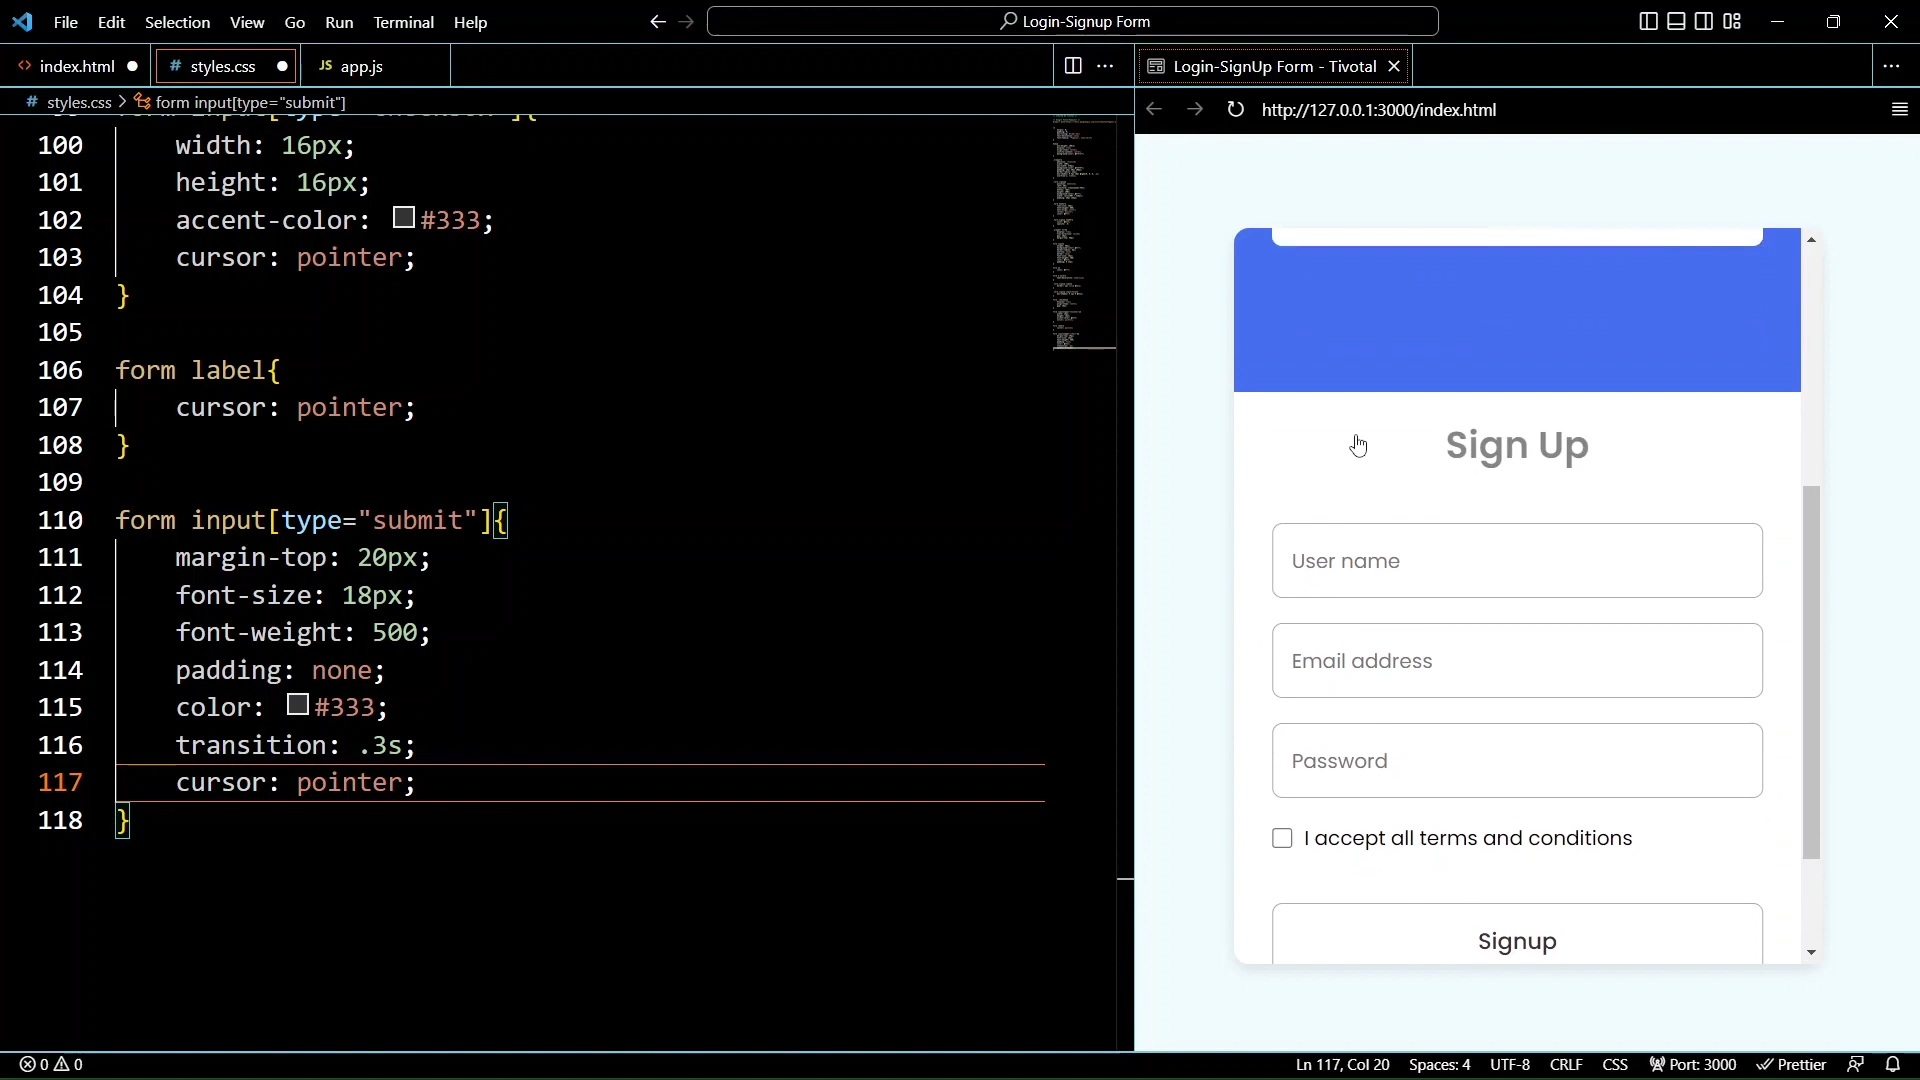 File Edit Selection View Go Run Terminal Help
Login-Signup Form
<> index.html
# styles.css
JS app.js
Login-SignUp Form - Tivotal
# styles.css > form input[type="submit"]
http://127.0.0.1:3000/index.html
100 width: 16px;
101 height: 16px;
102 accent-color: #333;
103 cursor: pointer;
104 }
105
106 form label{
107 cursor: pointer;
108 }
109
110 form input[type="submit"]{
111 margin-top: 20px;
112 font-size: 18px;
113 font-weight: 500;
114 padding: none;
115 color: #333;
116 transition: .3s;
117 cursor: pointer;
118 }
Sign Up
User name
Email address
Password
I accept all terms and conditions
Signup
0 0
Ln 117, Col 20 Spaces: 4 UTF-8 CRLF CSS Port: 3000 Prettier